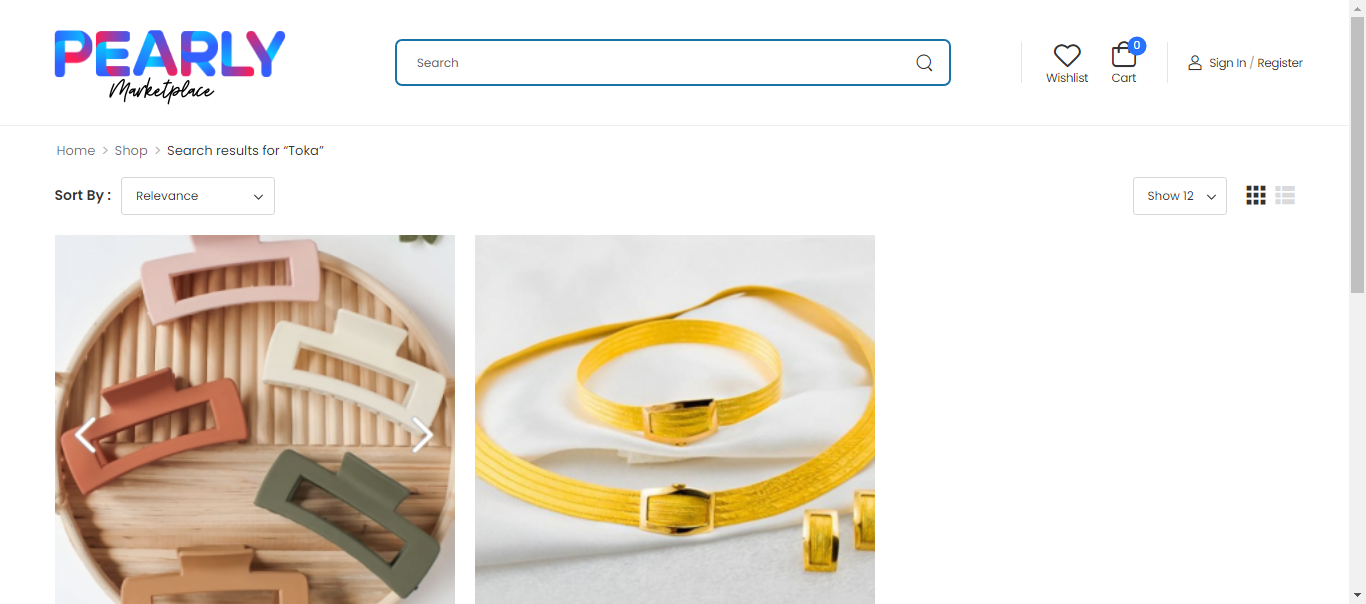 PEARLY
Marketplace
Search
0
Wishlist
Cart
Sign In / Register
Home > Shop > Search results for “Toka”
Sort By :
Relevance
Show 12